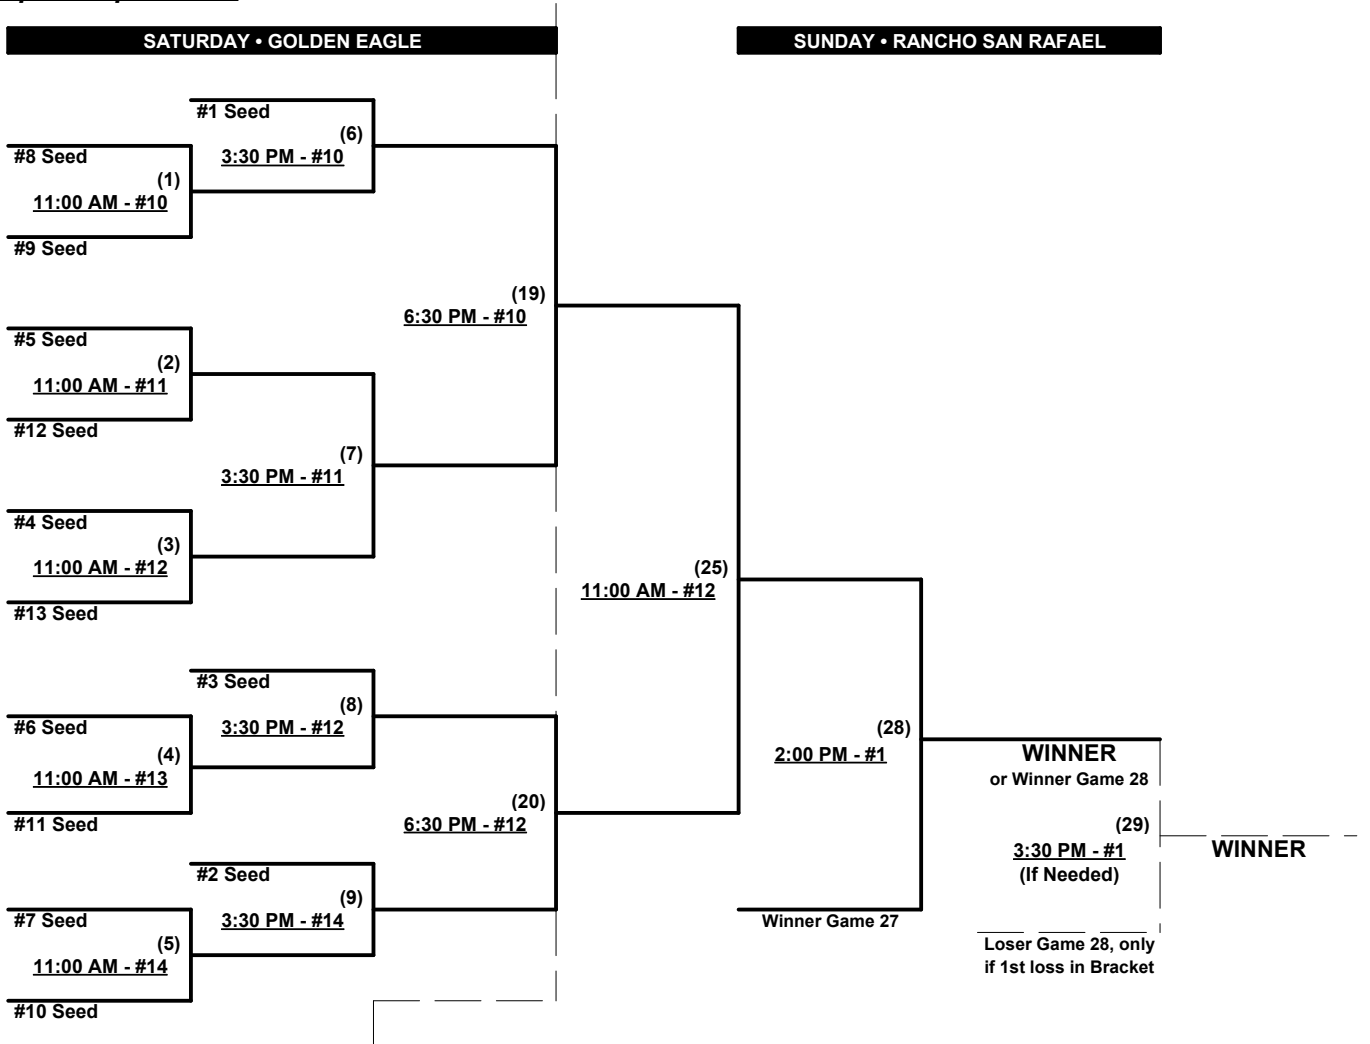 SATURDAY • GOLDEN EAGLE
SUNDAY • RANCHO SAN RAFAEL
#1 Seed
(6)
3:30 PM - #10
#8 Seed
(1)
11:00 AM - #10
#9 Seed
(19)
6:30 PM - #10
#5 Seed
(2)
11:00 AM - #11
#12 Seed
(7)
3:30 PM - #11
#4 Seed
(3)
11:00 AM - #12
#13 Seed
(25)
11:00 AM - #12
#3 Seed
(8)
3:30 PM - #12
#6 Seed
(4)
11:00 AM - #13
#11 Seed
(20)
6:30 PM - #12
#2 Seed
(9)
3:30 PM - #14
#7 Seed
(5)
11:00 AM - #14
#10 Seed
(28)
2:00 PM - #1
Winner Game 27
WINNER
or Winner Game 28
(29)
3:30 PM - #1
(If Needed)
WINNER
Loser Game 28, only
if 1st loss in Bracket